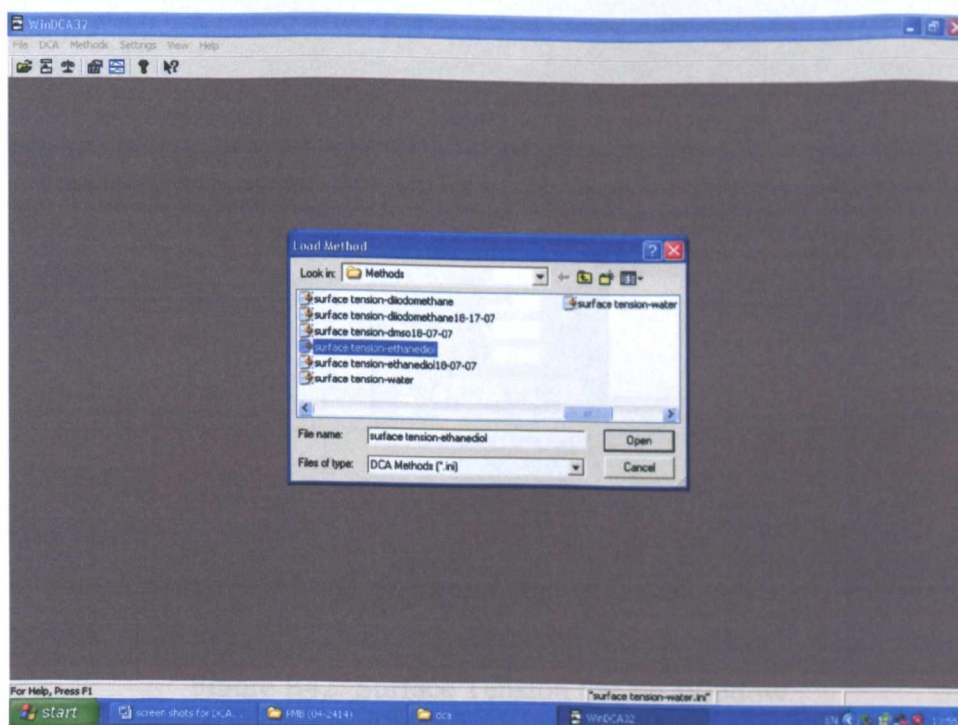 WinDCA32
File DCA Methods Settings View Help
Load Method
Look in: Methods
surface tension-diiodomethane
surface tension-diiodomethane18-17-07
surface tension-dmso18-07-07
surface tension-ethanediol
surface tension-ethanediol18-07-07
surface tension-water
surface tension-water
File name: surface tension-ethanediol Open
Files of type: DCA Methods (*.ini) Cancel
For Help, Press F1 "surface tension-water.ini"
start screen shots for DCA... PMB (04-2414) dca WinDCA32 EN